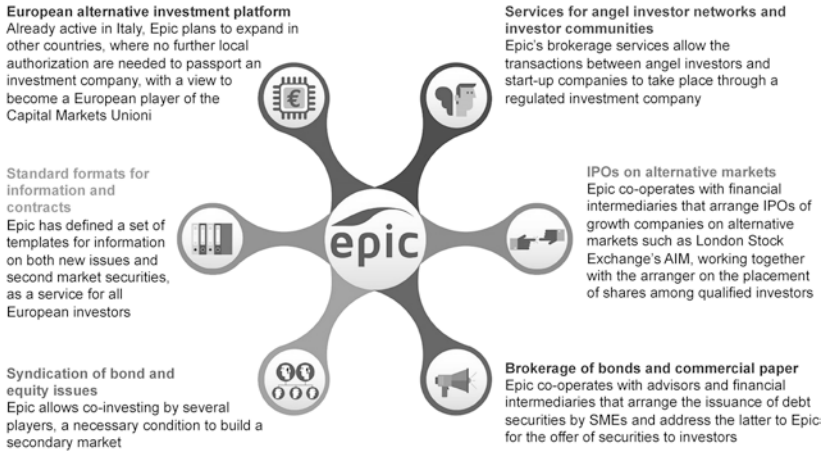 European alternative investment platform
Already active in Italy, Epic plans to expand in
other countries, where no further local
authorization are needed to passport an
investment company, with a view to
become a European player of the
Capital Markets Unioni
Services for angel investor networks and
investor communities
Epic's brokerage services allow the
transactions between angel investors and
start-up companies to take place through a
regulated investment company
€
Standard formats for
information and
contracts
Epic has defined a set of
templates for information
on both new issues and
second market securities,
as a service for all
European investors
epic
IPOs on alternative markets
Epic co-operates with financial
intermediaries that arrange IPOs of
growth companies on alternative
markets such as London Stock
Exchange's AIM, working together
with the arranger on the placement
of shares among qualified investors
Syndication of bond and
equity issues
Epic allows co-investing by several
players, a necessary condition to build a
secondary market
Brokerage of bonds and commercial paper
Epic co-operates with advisors and financial
intermediaries that arrange the issuance of debt
securities by SMEs and address the latter to Epic
for the offer of securities to investors